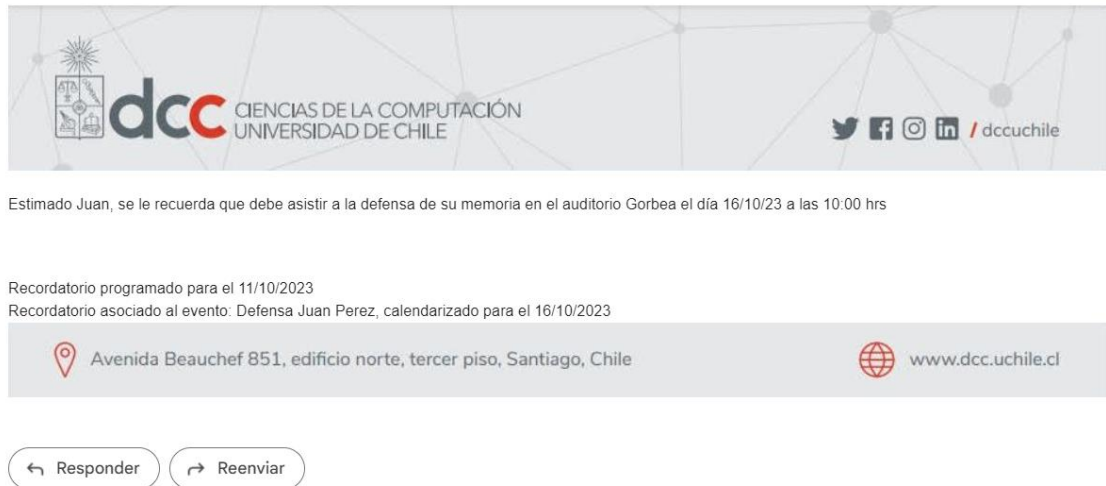 dcc CIENCIAS DE LA COMPUTACIÓN
UNIVERSIDAD DE CHILE
/ dccuchile
Estimado Juan, se le recuerda que debe asistir a la defensa de su memoria en el auditorio Gorbea el día 16/10/23 a las 10:00 hrs
Recordatorio programado para el 11/10/2023
Recordatorio asociado al evento: Defensa Juan Perez, calendarizado para el 16/10/2023
Avenida Beauchef 851, edificio norte, tercer piso, Santiago, Chile
www.dcc.uchile.cl
Responder
Reenviar